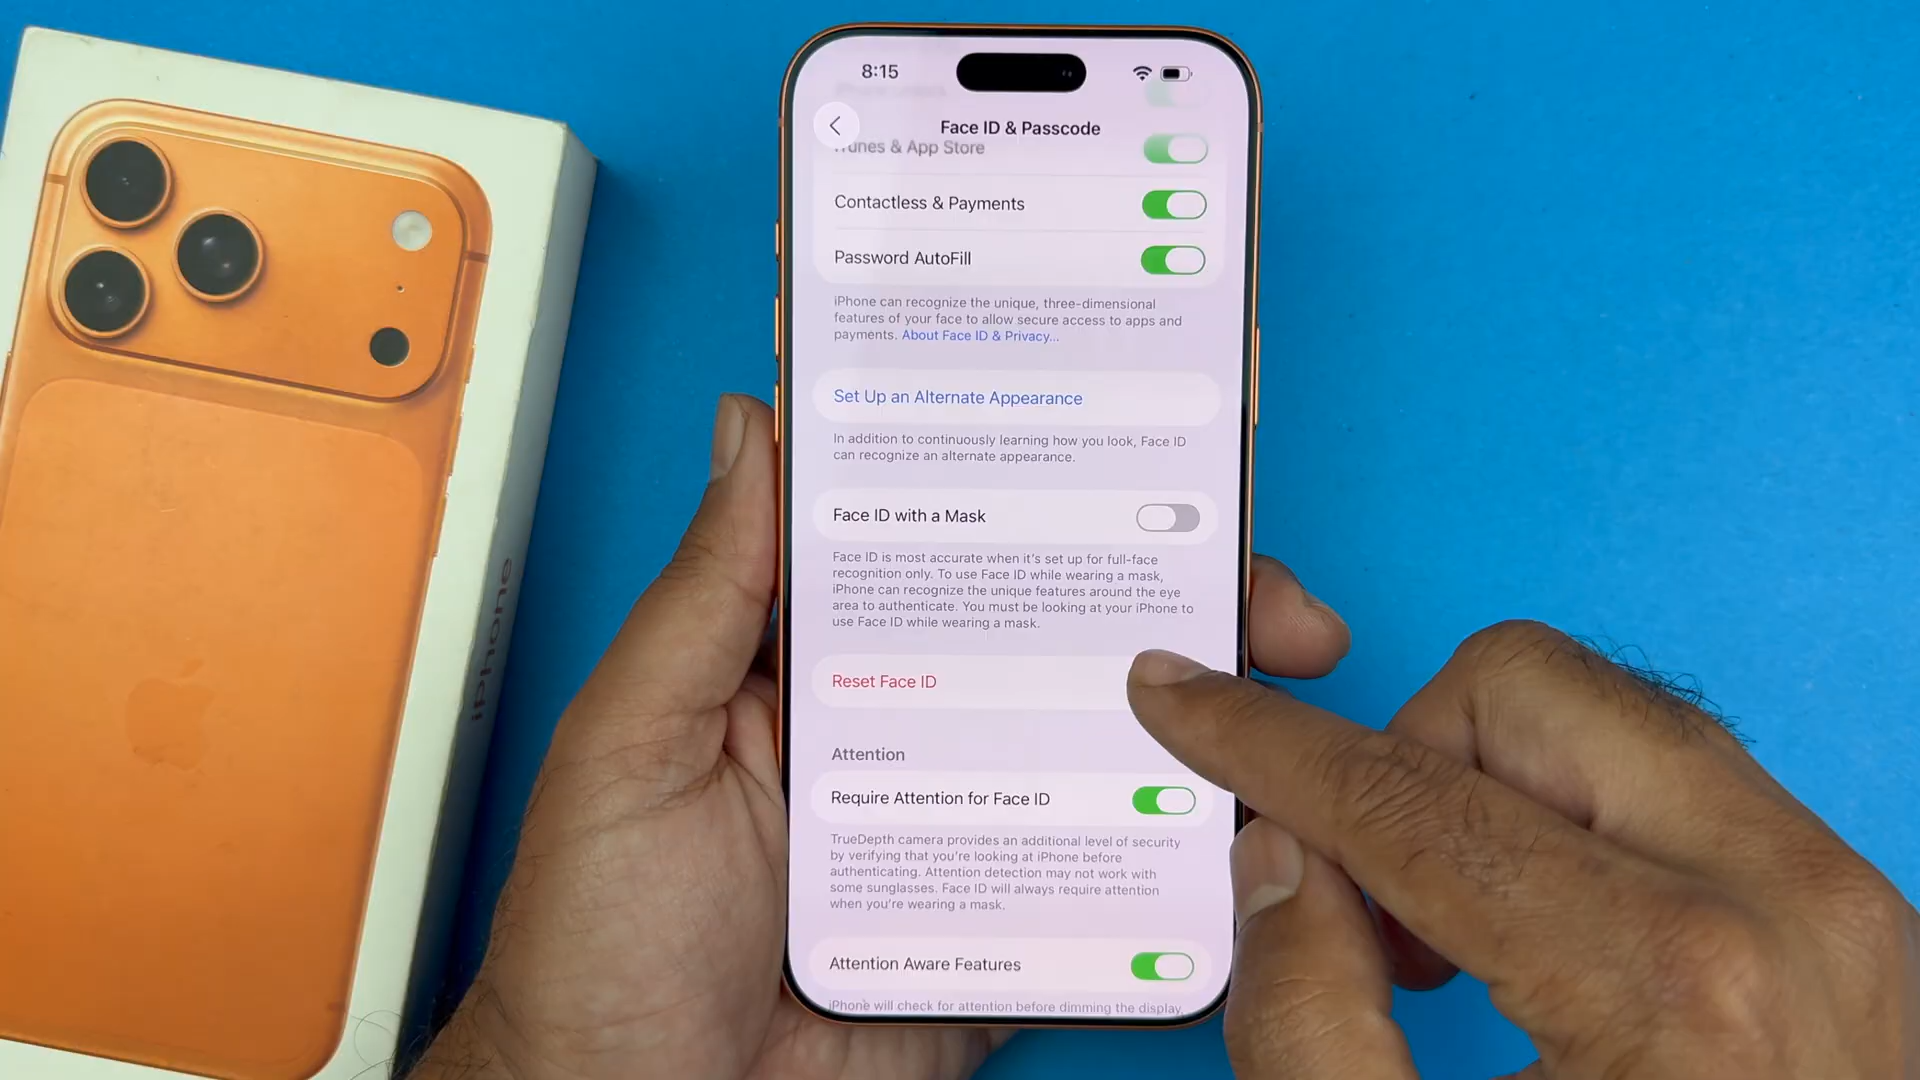 8:15
Face ID & Passcode
iTunes & App Store
Contactless & Payments
Password AutoFill
iPhone can recognize the unique, three-dimensional
features of your face to allow secure access to apps and
payments. About Face ID & Privacy...
Set Up an Alternate Appearance
In addition to continuously learning how you look, Face ID
can recognize an alternate appearance.
Face ID with a Mask
Face ID is most accurate when it's set up for full-face
recognition only. To use Face ID while wearing a mask,
iPhone can recognize the unique features around the eye
area to authenticate. You must be looking at your iPhone to
use Face ID while wearing a mask.
Reset Face ID
Attention
Require Attention for Face ID
TrueDepth camera provides an additional level of security
by verifying that you're looking at iPhone before
authenticating. Attention detection may not work with
some sunglasses. Face ID will always require attention
when you're wearing a mask.
Attention Aware Features
iPhone will check for attention before dimming the display,
iPhone